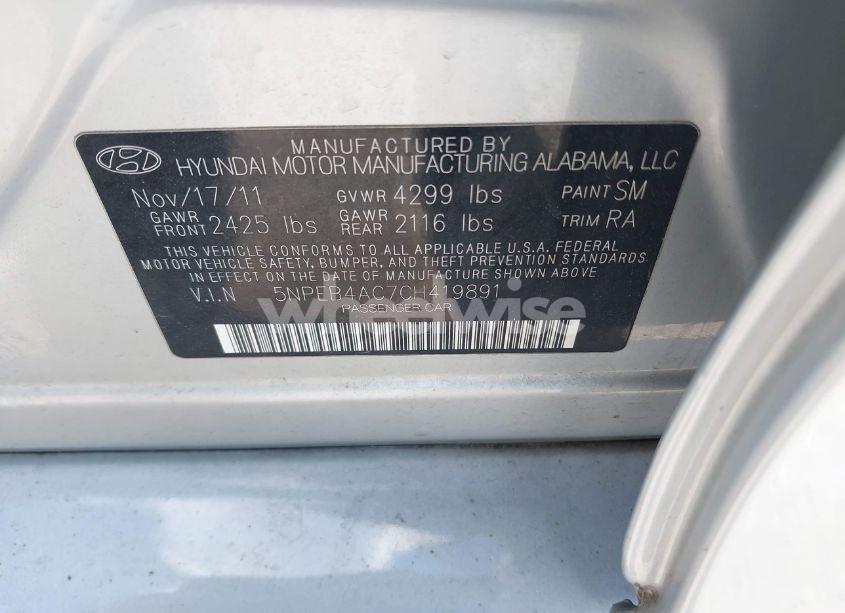 MANUFACTURED BY
HYUNDAI MOTOR MANUFACTURING ALABAMA, LLC
Nov/17/11 GVWR 4299 lbs PAINT SM
GAWR FRONT 2425 lbs GAWR REAR 2116 lbs TRIM RA
THIS VEHICLE CONFORMS TO ALL APPLICABLE U.S.A. FEDERAL
MOTOR VEHICLE SAFETY, BUMPER, AND THEFT PREVENTION STANDARDS
IN EFFECT ON THE DATE OF MANUFACTURE SHOWN ABOVE
V.I.N 5NPEB4AC7CH419891
PASSENGER CAR
wheelwise